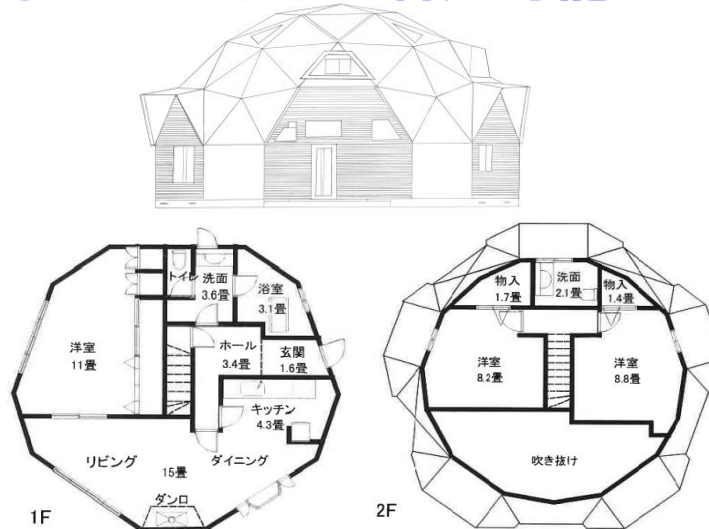 トイレ
洗面
3.6畳
浴室
3.1畳
洋室
11畳
ホール
3.4畳
玄関
1.6畳
キッチン
4.3畳
リビング
15畳
ダイニング
ダンロ
1F
物入
1.7畳
洗面
2.1畳
物入
1.4畳
洋室
8.2畳
洋室
8.8畳
吹き抜け
2F